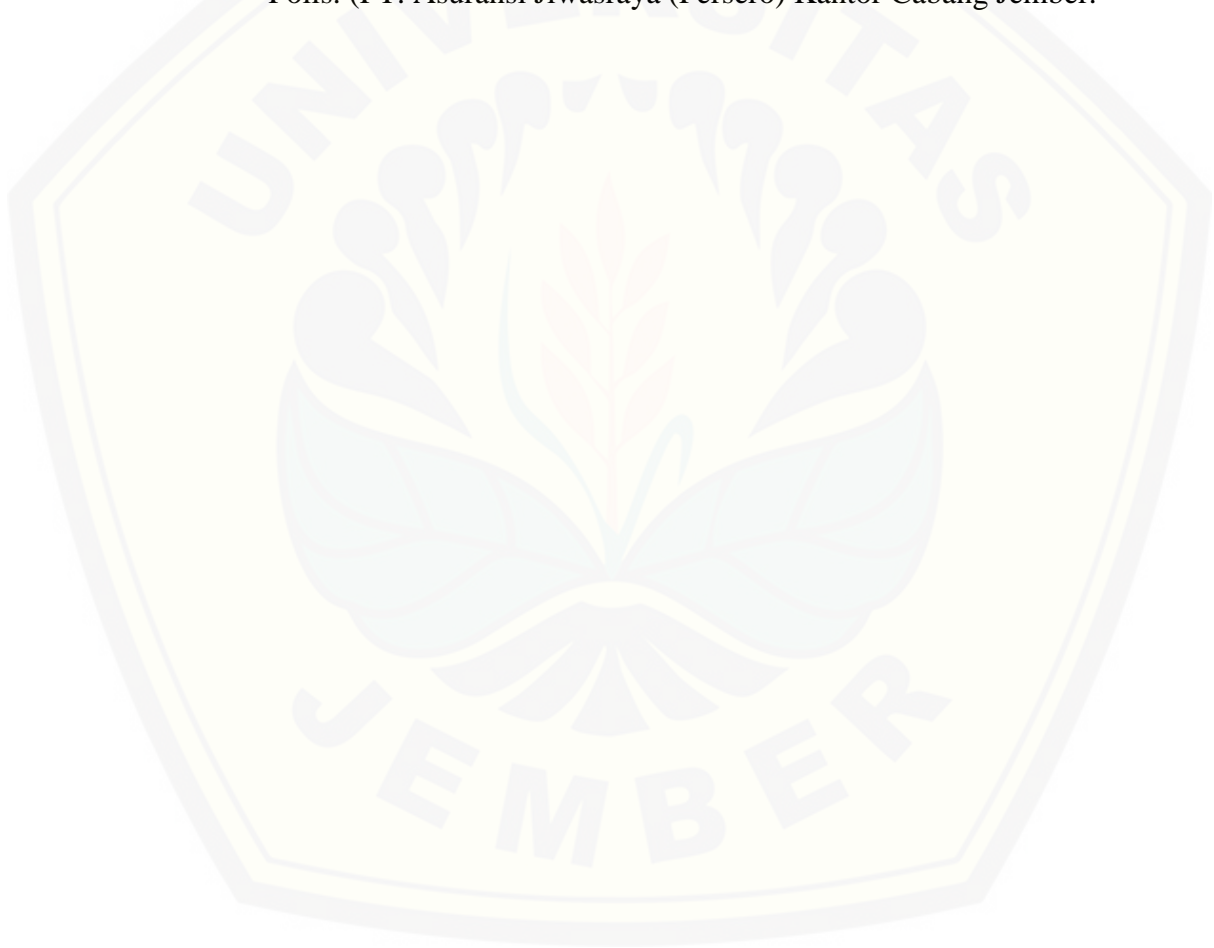 Polis. (PT. Asuransi Jiwasraya (Persero) Kantor Cabang Jember.
UNIVERSITAS
JEMBER